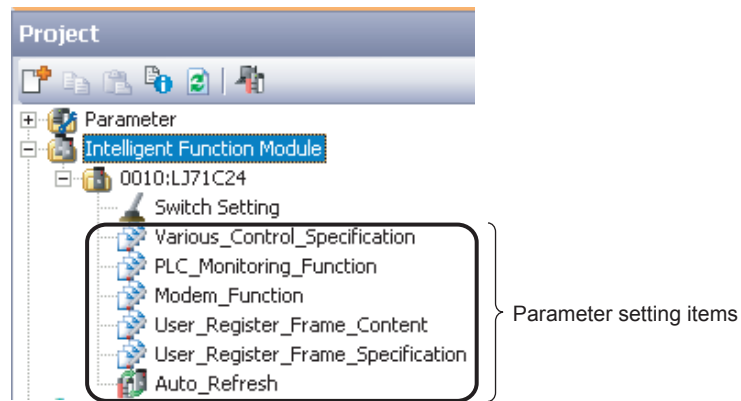 Project
Parameter
Intelligent Function Module
0010:LJ71C24
Switch Setting
Various_Control_Specification
PLC_Monitoring_Function
Modem_Function
User_Register_Frame_Content
User_Register_Frame_Specification
Auto_Refresh
Parameter setting items